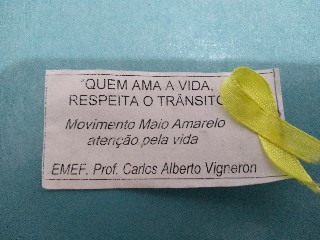 QUEM AMA A VIDA,
RESPEITA O TRÂNSITO
Movimento Maio Amarelo
atenção pela vida
EMEF. Prof. Carlos Alberto Vigneron